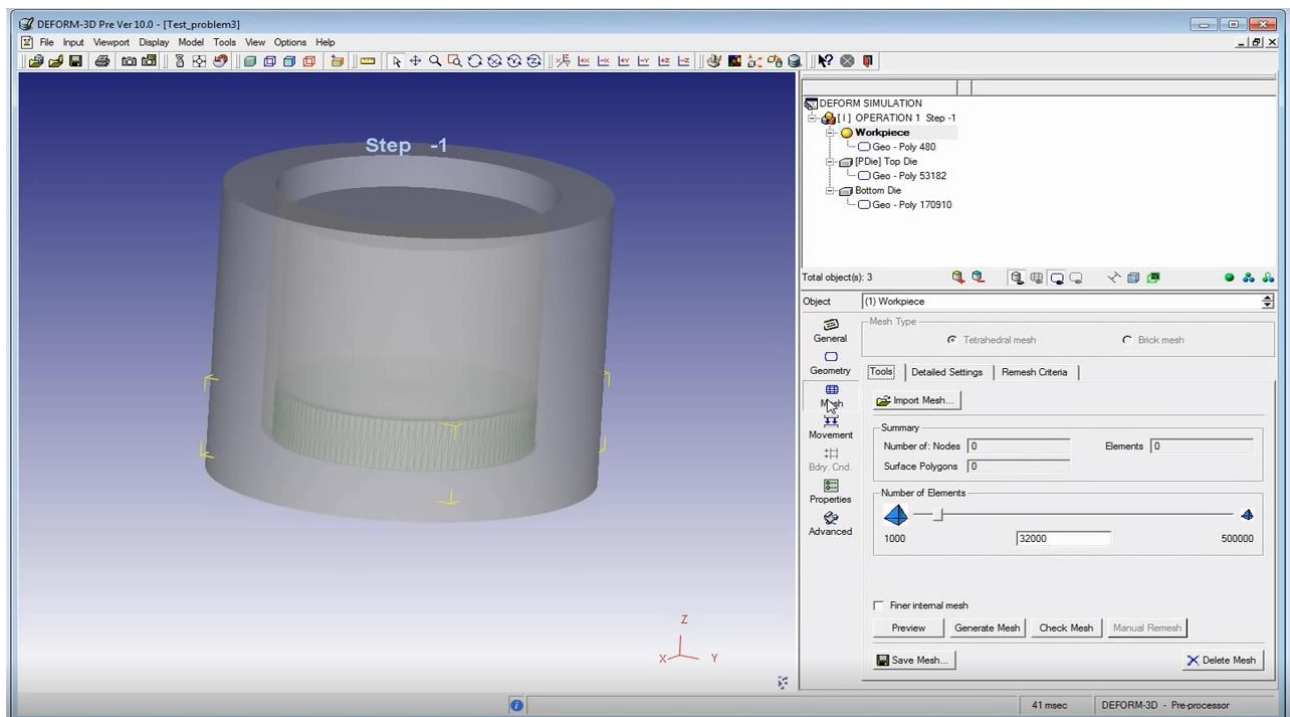 DEFORM-3D Pre Ver 10.0 - [Test_problem3]
File Input Viewport Display Model Tools View Options Help
Step -1
DEFORM SIMULATION
[1] OPERATION 1 Step -1
Workpiece
Geo - Poly 480
[PDie] Top Die
Geo - Poly 53182
Bottom Die
Geo - Poly 170910
Total object(s): 3
Object (1) Workpiece
General
Geometry
Mesh
Movement
Bdry. Cnd.
Properties
Advanced
Mesh Type
Tetrahedral mesh Brick mesh
Tools Detailed Settings Remesh Criteria
Import Mesh...
Summary
Number of: Nodes 0 Elements 0
Surface Polygons 0
Number of Elements
1000 32000 500000
Finer internal mesh
Preview Generate Mesh Check Mesh Manual Remesh
Save Mesh... Delete Mesh
Z
X Y
41 msec DEFORM-3D - Pre-processor